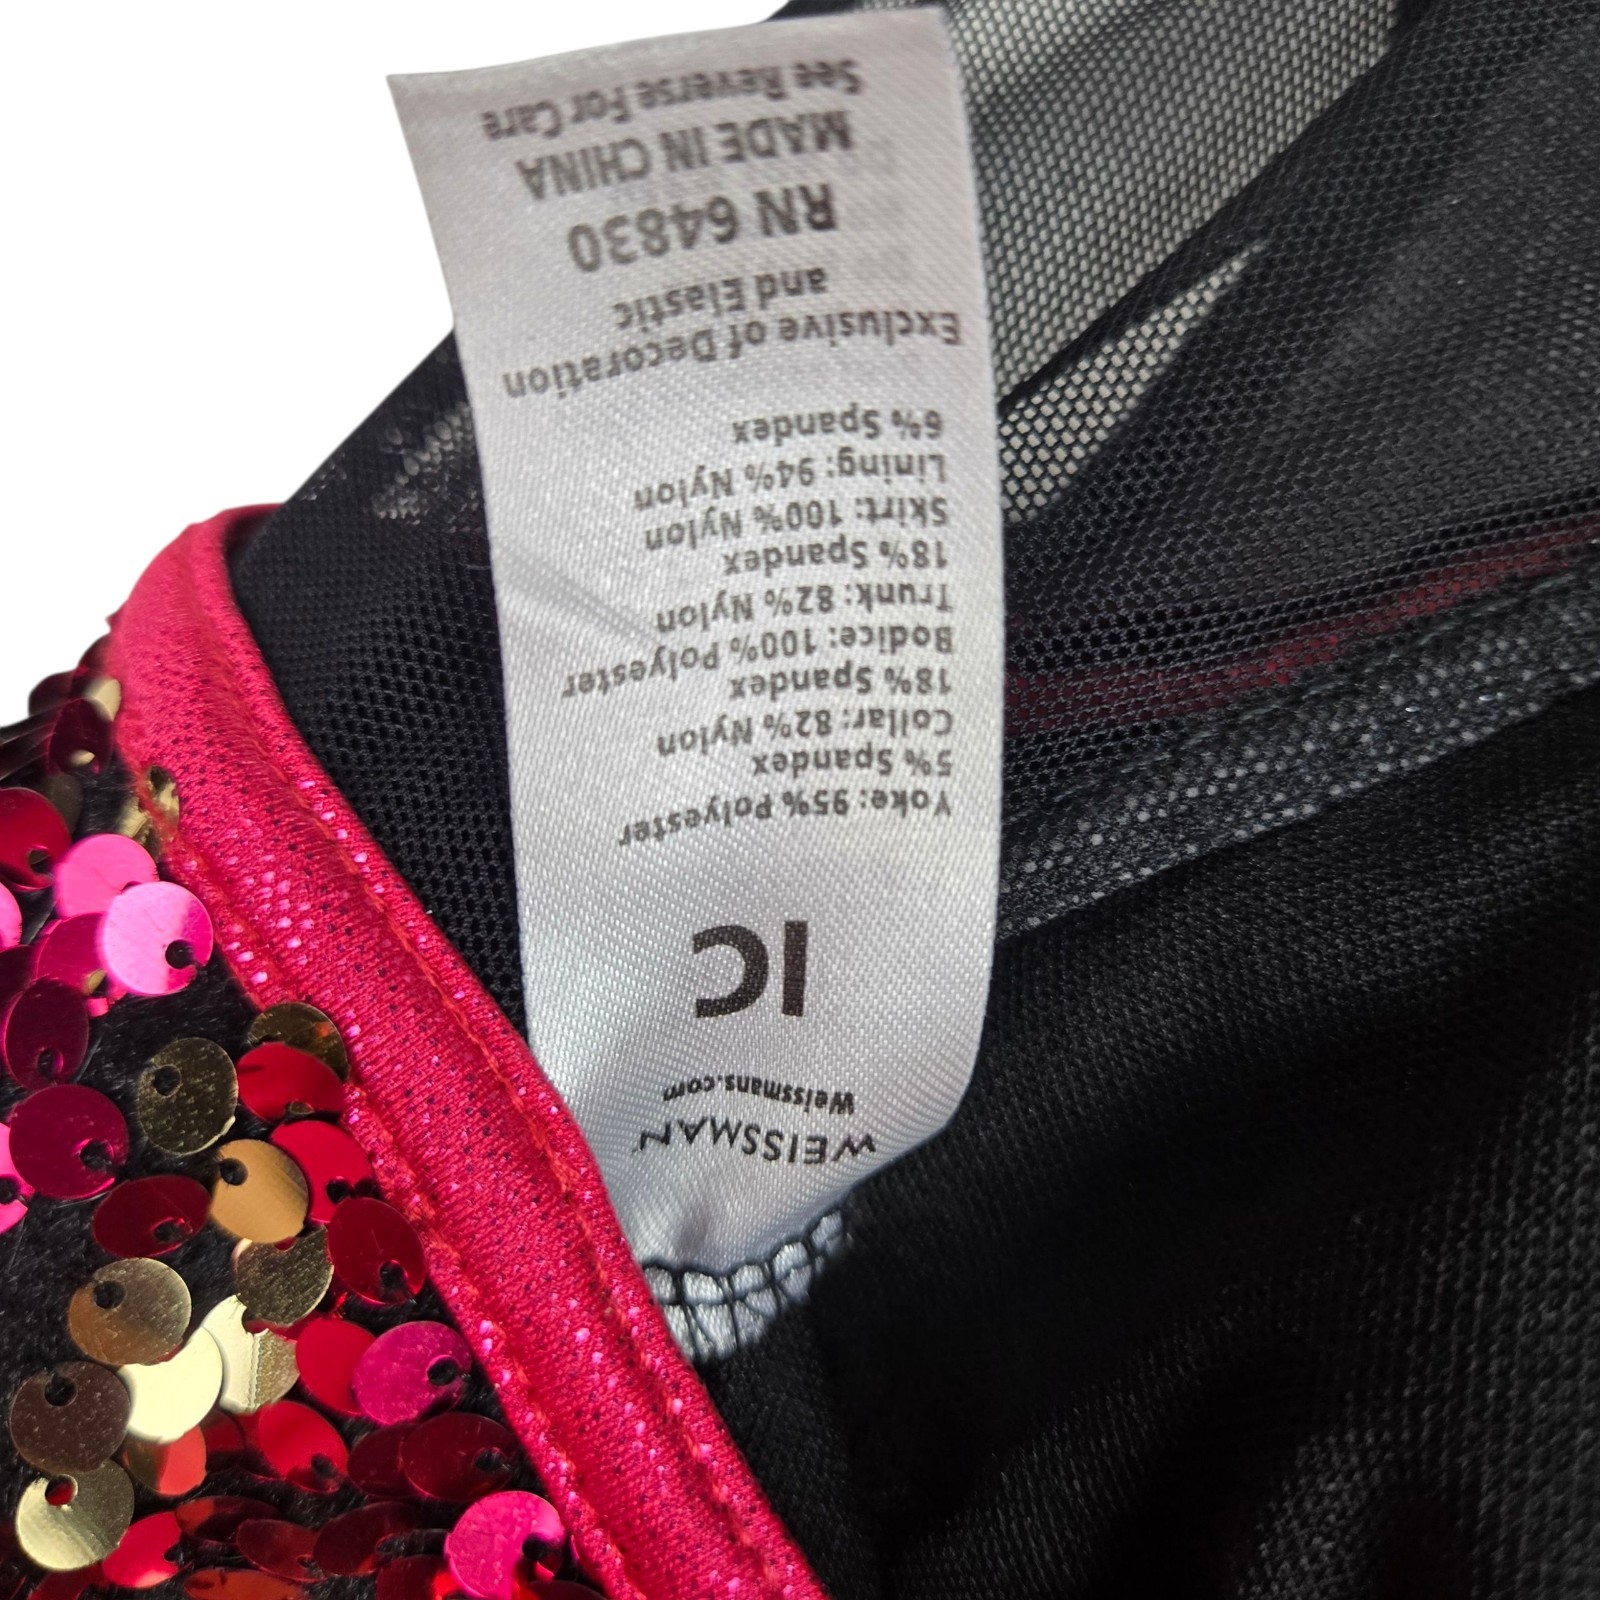 WEISSMAN
Weissmans.com
IC
Yoke: 95% Polyester
5% Spandex
Collar: 82% Nylon
18% Spandex
Bodice: 100% Polyester
Trunk: 82% Nylon
18% Spandex
Skirt: 100% Nylon
Lining: 94% Nylon
6% Spandex
Exclusive of Decoration
and Elastic
RN 64830
MADE IN CHINA
See Reverse For Care